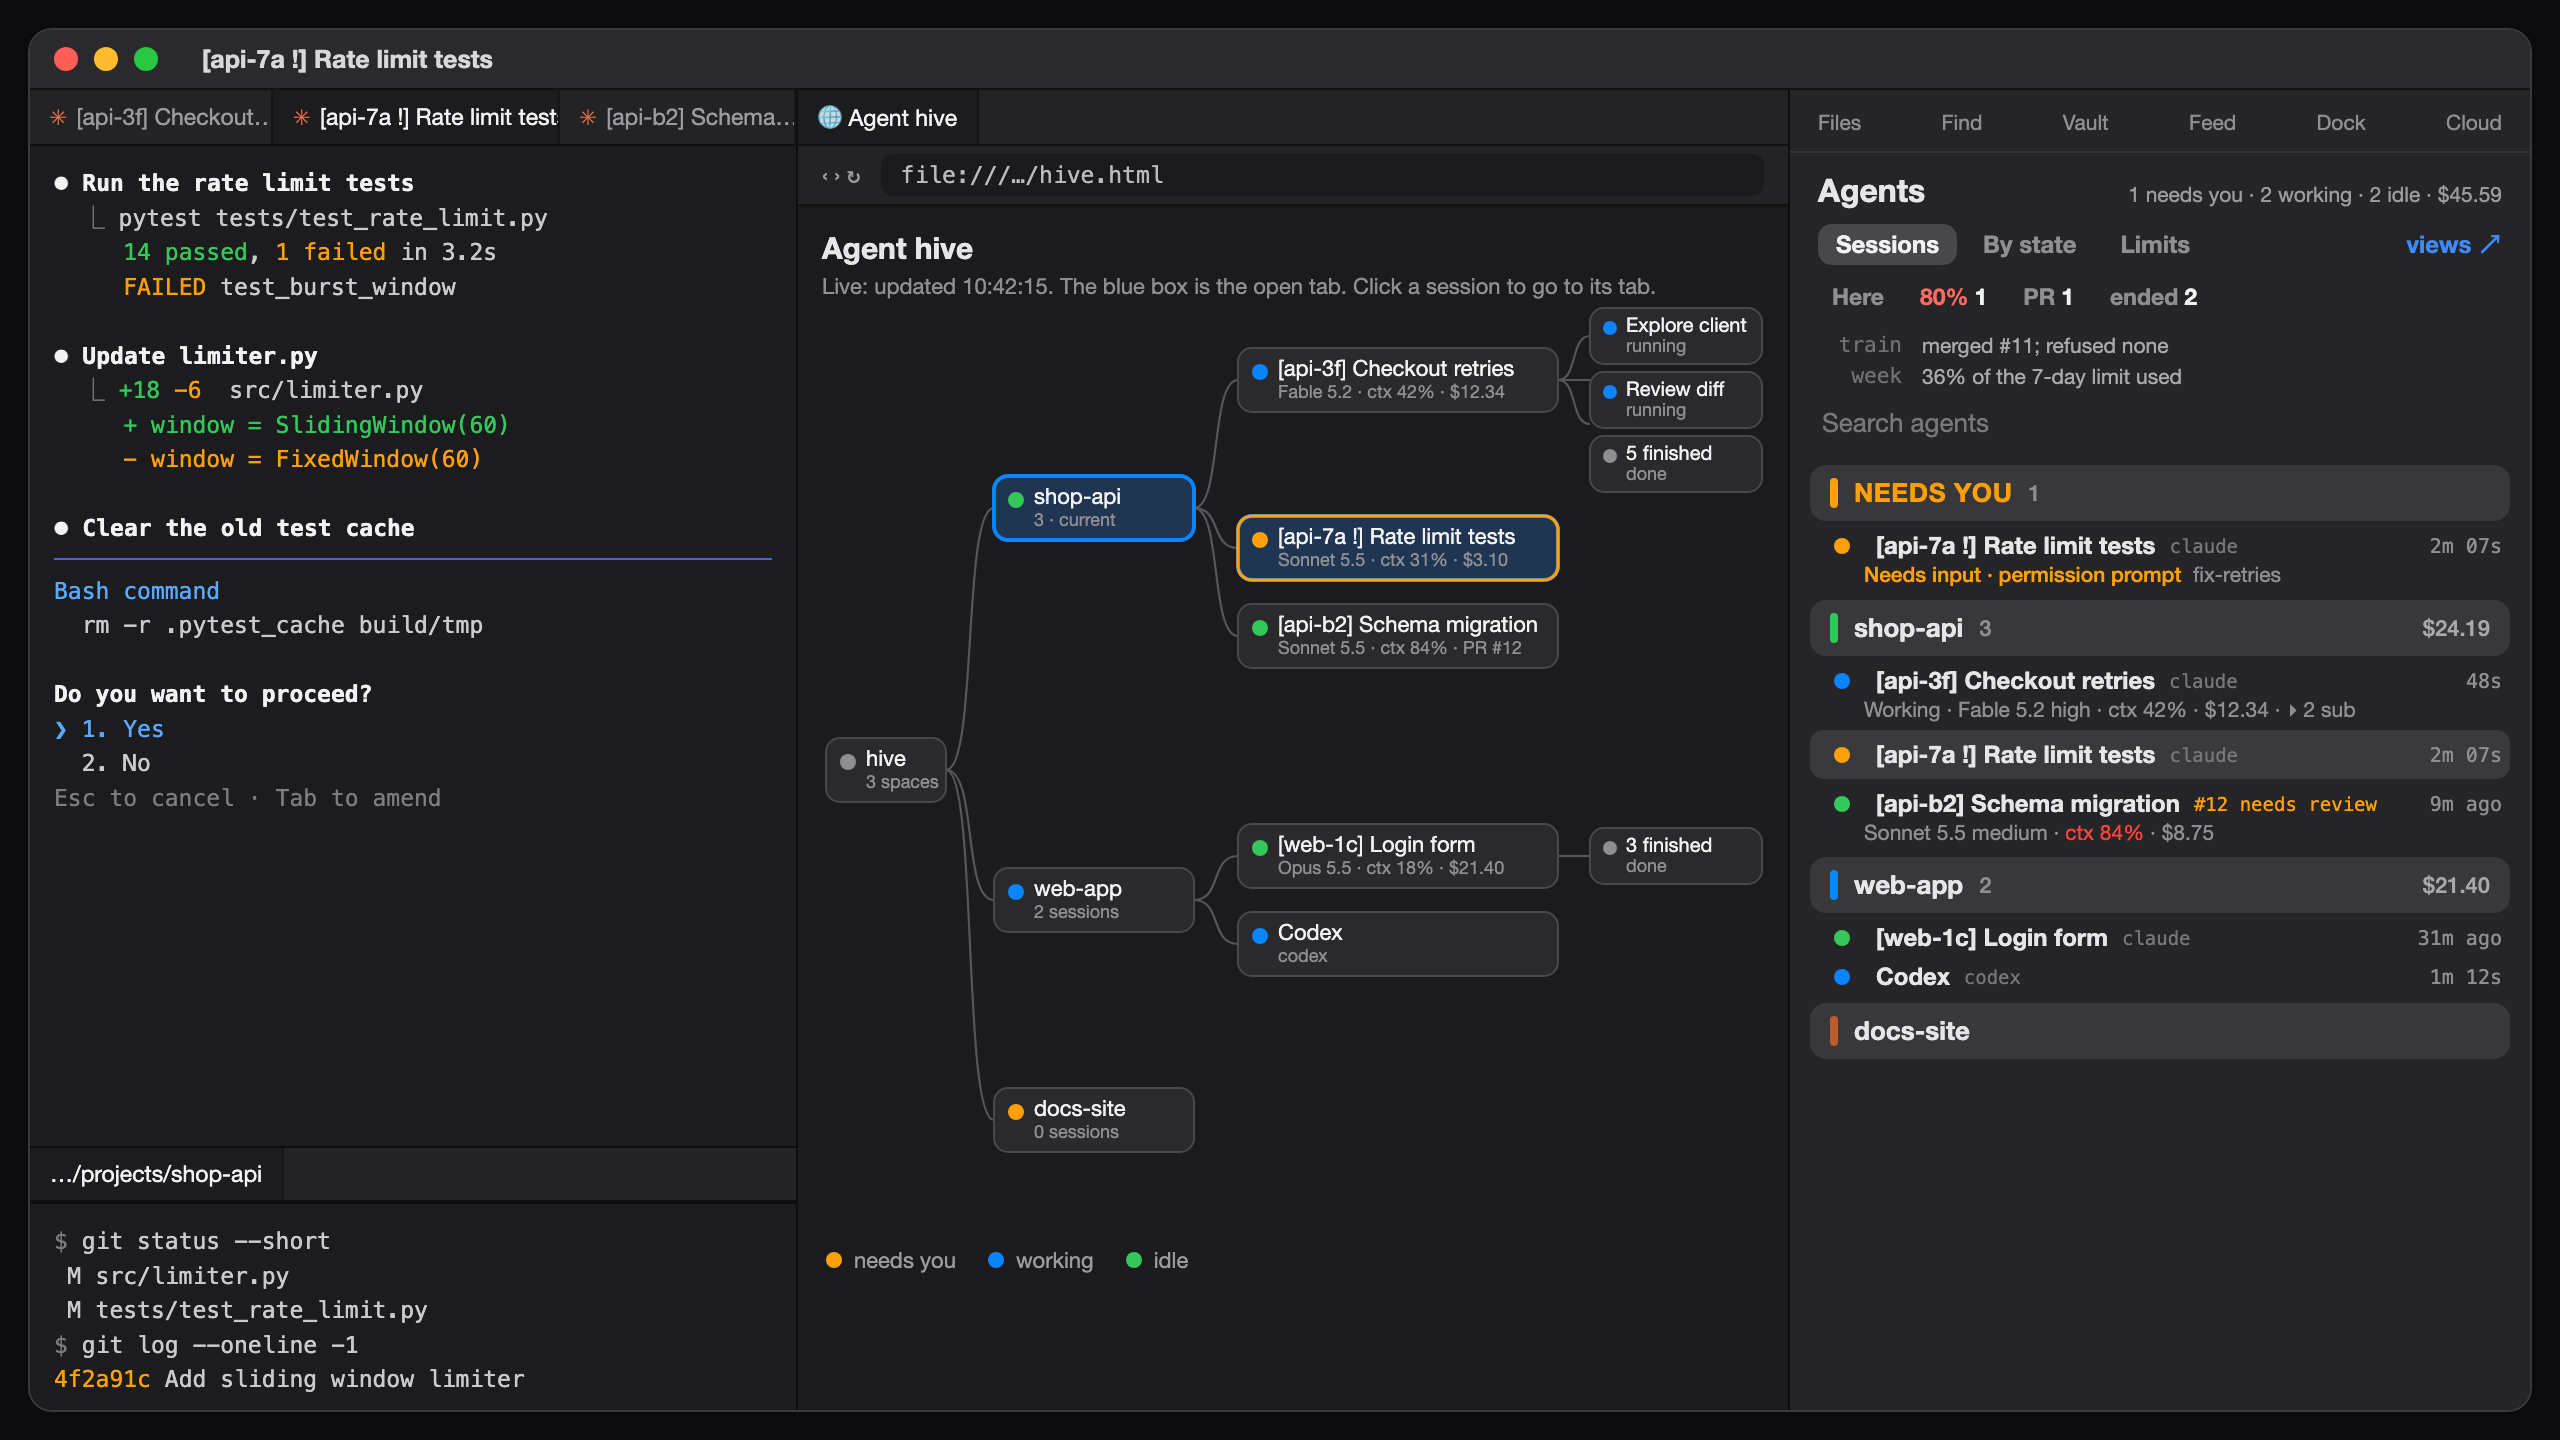 [api-7a !] Rate limit tests
[api-3f] Checkout…
[api-7a !] Rate limit test
[api-b2] Schema…
● Run the rate limit tests
pytest tests/test_rate_limit.py
14 passed, 1 failed in 3.2s
FAILED test_burst_window
● Update limiter.py
+18 −6 src/limiter.py
+ window = SlidingWindow(60)
− window = FixedWindow(60)
● Clear the old test cache
Bash command
rm -r .pytest_cache build/tmp
Do you want to proceed?
❯ 1. Yes
2. No
Esc to cancel · Tab to amend
…/projects/shop-api
$ git status --short
M src/limiter.py
M tests/test_rate_limit.py
$ git log --oneline -1
4f2a91c Add sliding window limiter
Agent hive
file:///…/hive.html
Agent hive
Live: updated 10:42:15. The blue box is the open tab. Click a session to go to its tab.
hive
3 spaces
shop-api
3 · current
[api-3f] Checkout retries
Fable 5.2 · ctx 42% · $12.34
Explore client
running
Review diff
running
5 finished
done
[api-7a !] Rate limit tests
Sonnet 5.5 · ctx 31% · $3.10
[api-b2] Schema migration
Sonnet 5.5 · ctx 84% · PR #12
web-app
2 sessions
[web-1c] Login form
Opus 5.5 · ctx 18% · $21.40
3 finished
done
Codex
codex
docs-site
0 sessions
needs you
working
idle
Files Find Vault Feed Dock Cloud
Agents
1 needs you · 2 working · 2 idle · $45.59
Sessions By state Limits views ↗
Here 80% 1 PR 1 ended 2
train merged #11; refused none
week 36% of the 7-day limit used
Search agents
NEEDS YOU 1
[api-7a !] Rate limit tests claude 2m 07s
Needs input · permission prompt fix-retries
shop-api 3 $24.19
[api-3f] Checkout retries claude 48s
Working · Fable 5.2 high · ctx 42% · $12.34 · ▸ 2 sub
[api-7a !] Rate limit tests claude 2m 07s
[api-b2] Schema migration #12 needs review 9m ago
Sonnet 5.5 medium · ctx 84% · $8.75
web-app 2 $21.40
[web-1c] Login form claude 31m ago
Codex codex 1m 12s
docs-site